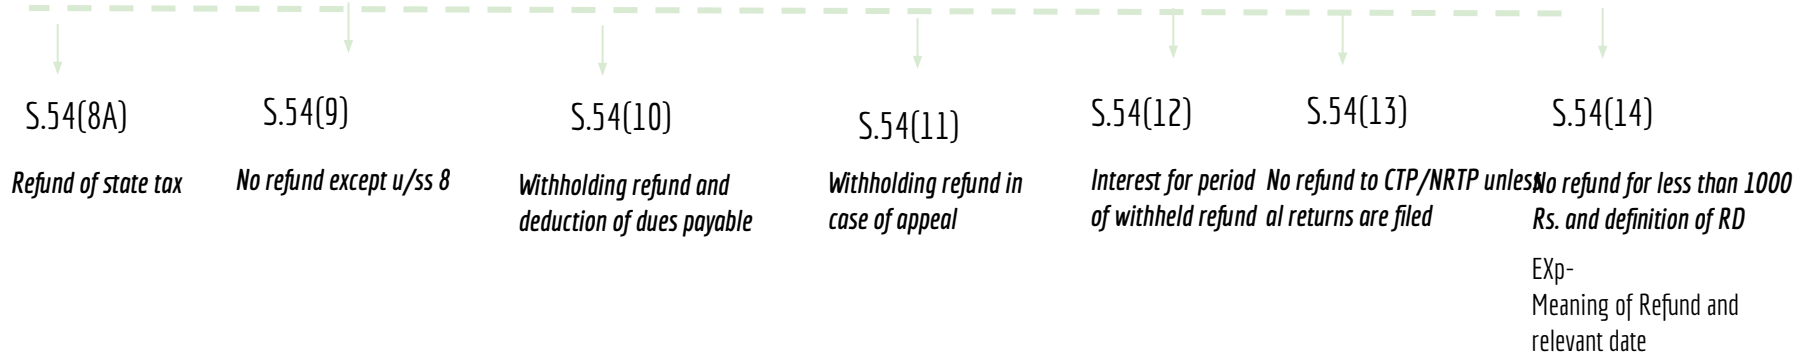 S.54(8A)
Refund of state tax
S.54(9)
No refund except u/ss 8
S.54(10)
Withholding refund and
deduction of dues payable
S.54(11)
Withholding refund in
case of appeal
S.54(12)
Interest for period
of withheld refund
S.54(13)
No refund to CTP/NRTP unless
al returns are filed
S.54(14)
No refund for less than 1000
Rs. and definition of RD
EXp-
Meaning of Refund and
relevant date